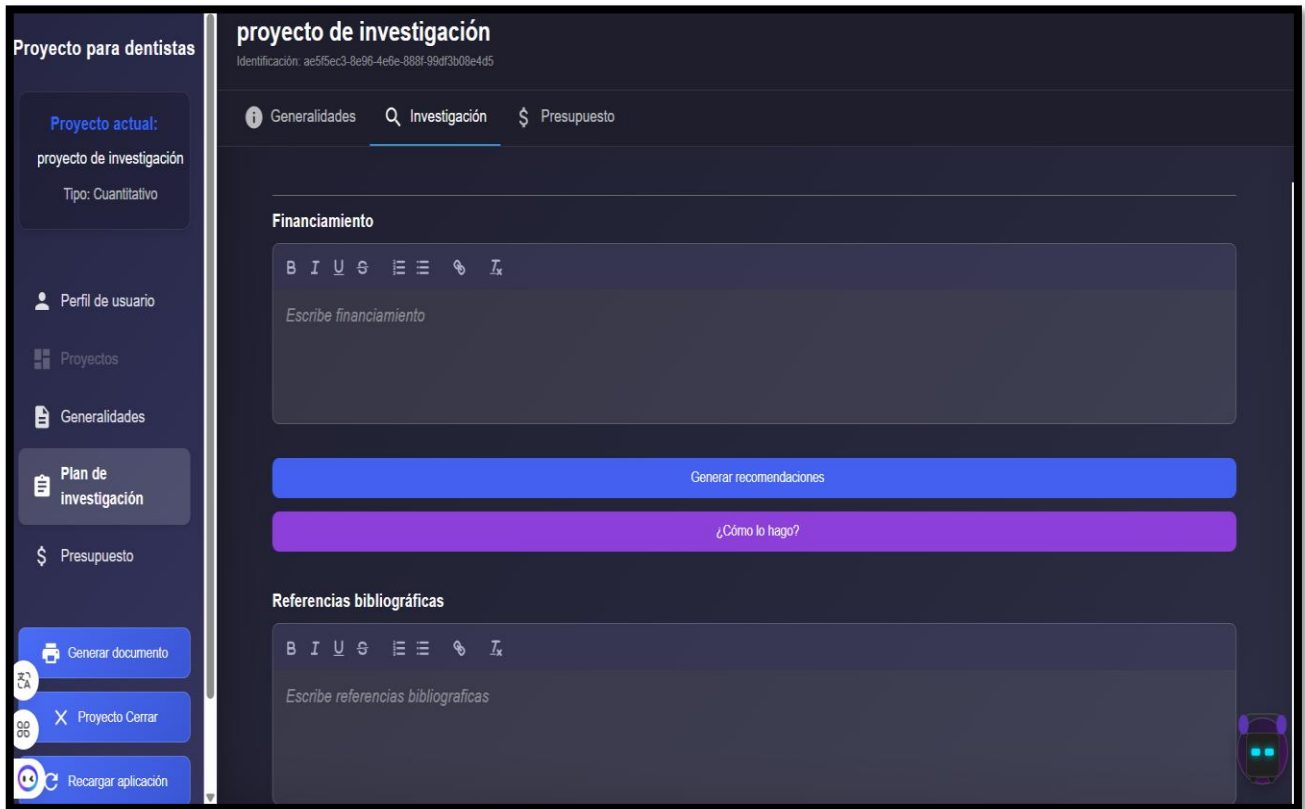 Proyecto para dentistas
Proyecto actual:
proyecto de investigación
Tipo: Cuantitativo
Perfil de usuario
Proyectos
Generalidades
Plan de
investigación
$ Presupuesto
Generar documento
X Proyecto Cerrar
Recargar aplicación
proyecto de investigación
Identificación: ae5f5ec3-8e96-4e6e-888f-99df3b08e4d5
Generalidades Investigación $ Presupuesto
Financiamiento
B I U S Tx
Escribe financiamiento
Generar recomendaciones
¿Cómo lo hago?
Referencias bibliográficas
B I U S Tx
Escribe referencias bibliograficas